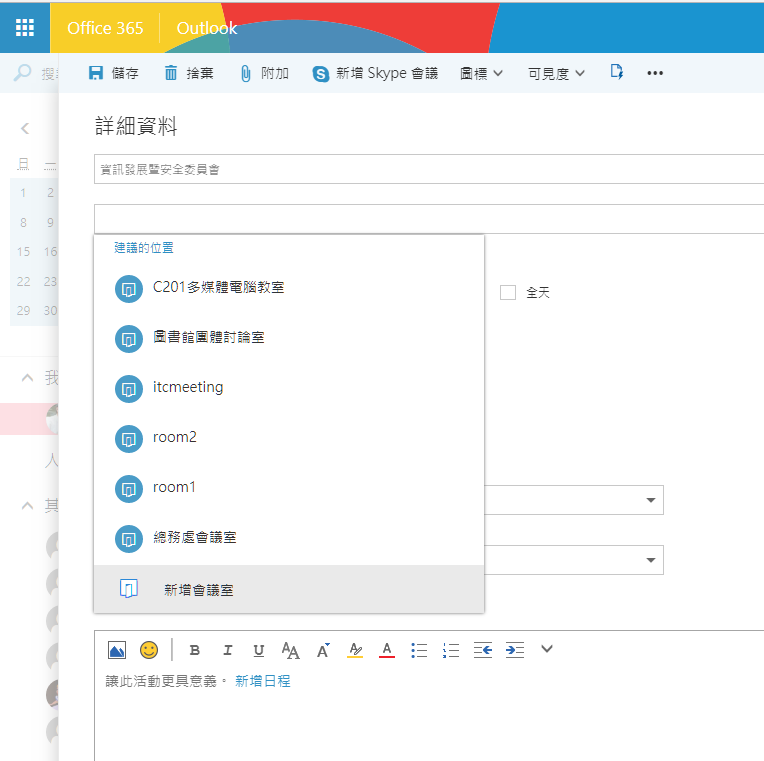 Office 365 Outlook
儲存 捨棄 附加 新增 Skype 會議 圖標 可見度
詳細資料
日 一
資訊發展暨安全委員會
1 2
8 9
15 16
22 23
29 30
建議的位置
C201多媒體電腦教室
全天
圖書館團體討論室
我
itcmeeting
room2
人
room1
其
總務處會議室
新增會議室
B I U
讓此活動更具意義。 新增日程